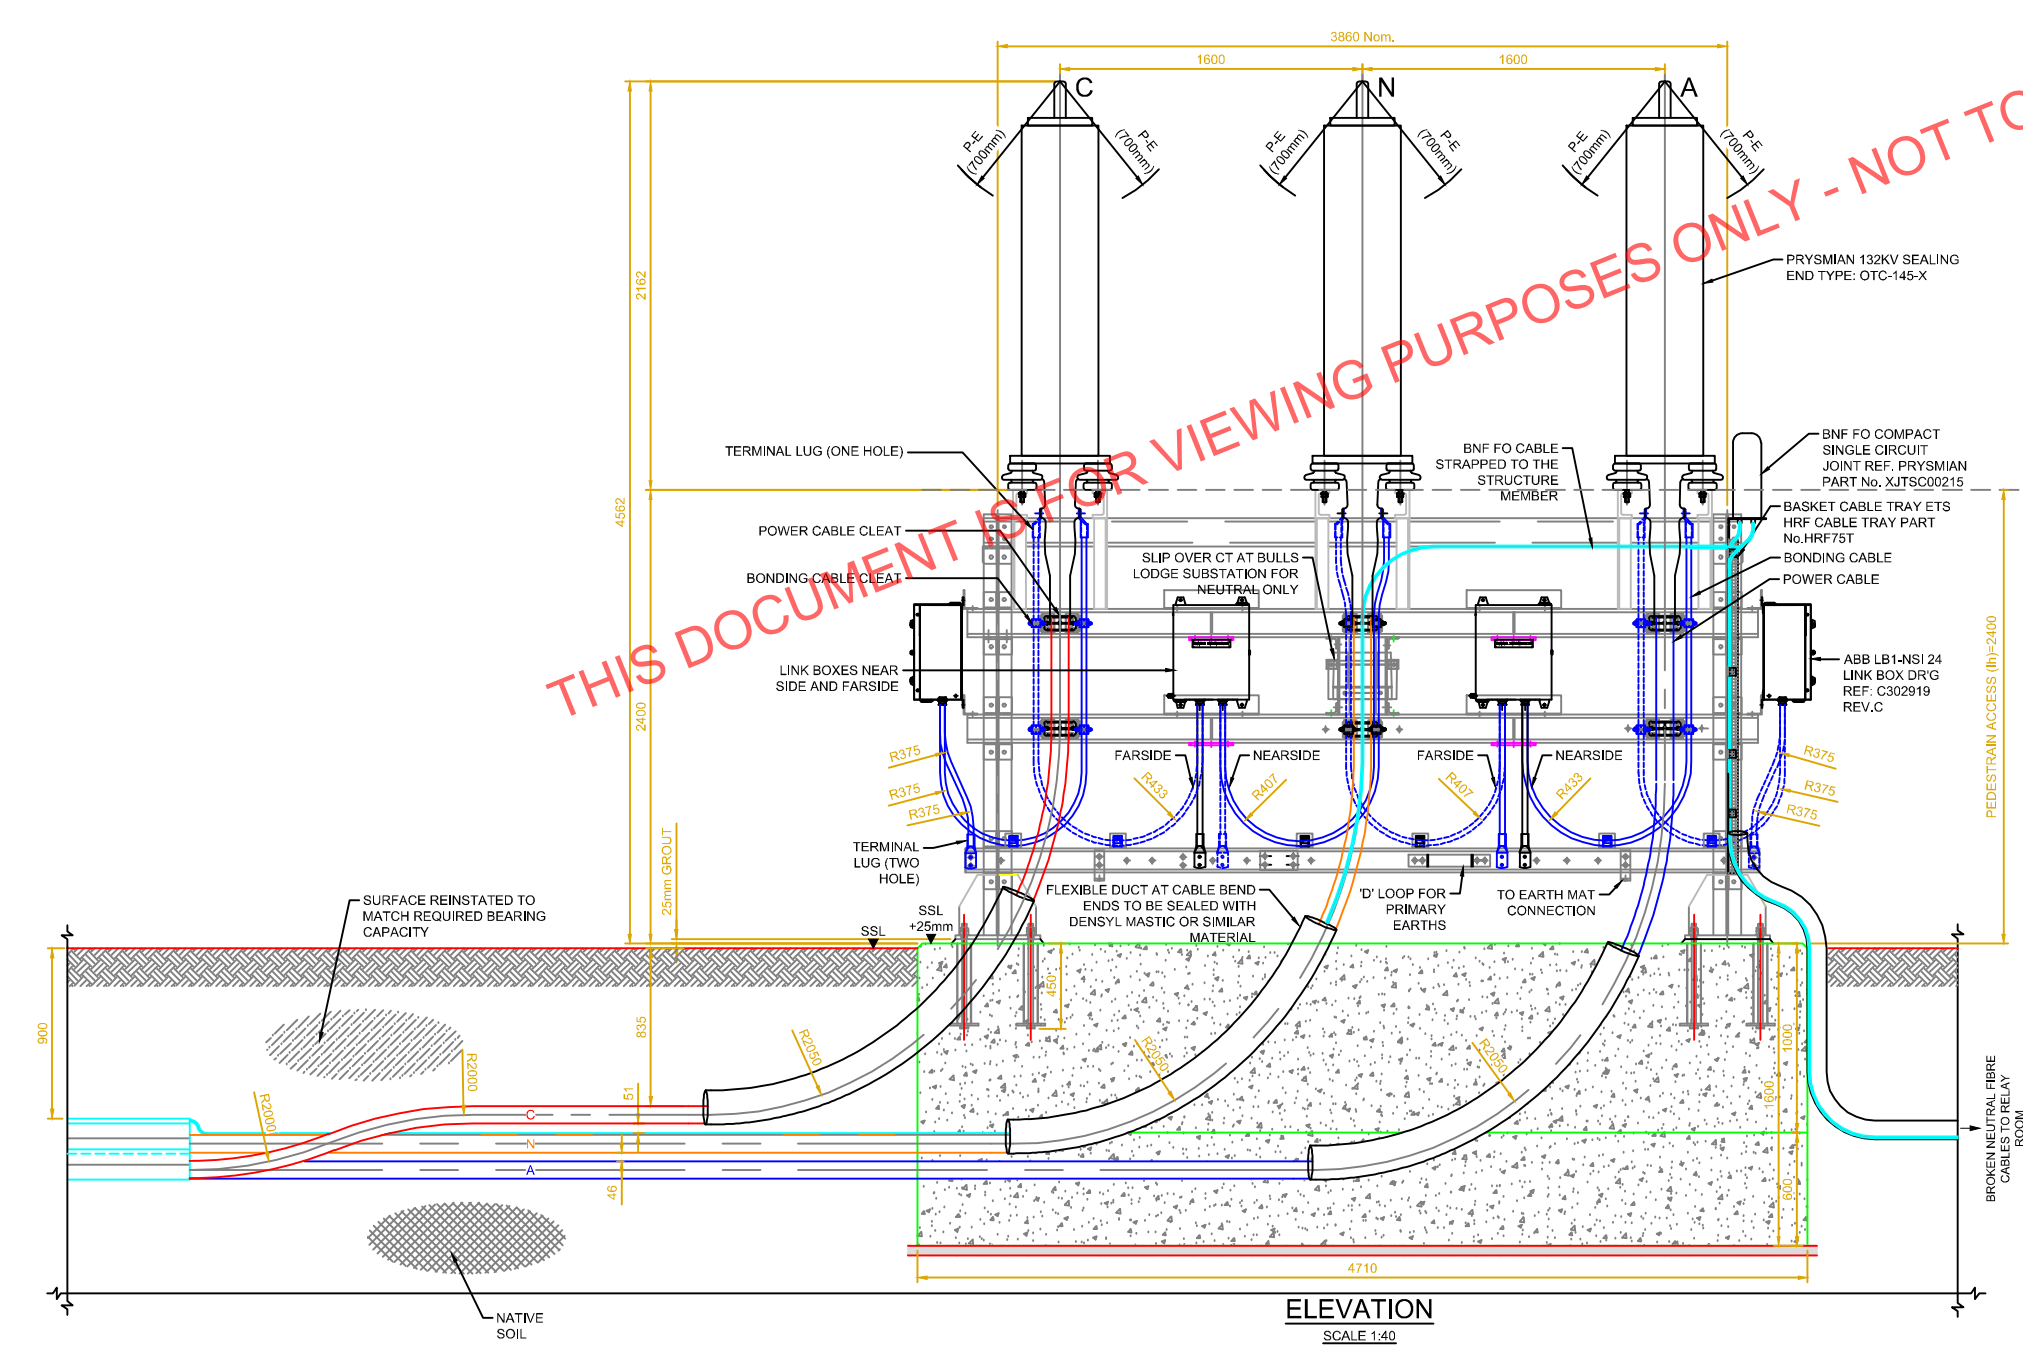 3860 Nom.
1600
1600
C
N
A
P-E
(700mm)
P-E
(700mm)
P-E
(700mm)
P-E
(700mm)
P-E
(700mm)
P-E
(700mm)
THIS DOCUMENT IS FOR VIEWING PURPOSES ONLY - NOT TO
2162
4562
2400
PRYSMIAN 132KV SEALING
END TYPE: OTC-145-X
TERMINAL LUG (ONE HOLE)
BNF FO CABLE
STRAPPED TO THE
STRUCTURE
MEMBER
BNF FO COMPACT
SINGLE CIRCUIT
JOINT REF. PRYSMIAN
PART No. XJTSC00215
BASKET CABLE TRAY ETS
HRF CABLE TRAY PART
No.HRF75T
POWER CABLE CLEAT
SLIP OVER CT AT BULLS
LODGE SUBSTATION FOR
NEUTRAL ONLY
BONDING CABLE
POWER CABLE
BONDING CABLE CLEAT
LINK BOXES NEAR
SIDE AND FARSIDE
ABB LB1-NSI 24
LINK BOX DR'G
REF: C302919
REV.C
PEDESTRAIN ACCESS (lh)=2400
FARSIDE
NEARSIDE
FARSIDE
NEARSIDE
R375
R375
R375
R433
R407
R407
R433
R375
R375
R375
25mm GROUT
TERMINAL
LUG (TWO
HOLE)
FLEXIBLE DUCT AT CABLE BEND
ENDS TO BE SEALED WITH
DENSYL MASTIC OR SIMILAR
MATERIAL
'D' LOOP FOR
PRIMARY
EARTHS
TO EARTH MAT
CONNECTION
SURFACE REINSTATED TO
MATCH REQUIRED BEARING
CAPACITY
SSL
SSL
+25mm
900
835
450
1000
1600
600
R2000
R2000
R2050
R2050
R2050
51
46
C
N
A
BROKEN NEUTRAL FIBRE
CABLES TO RELAY
ROOM
NATIVE
SOIL
4710
ELEVATION
SCALE 1:40